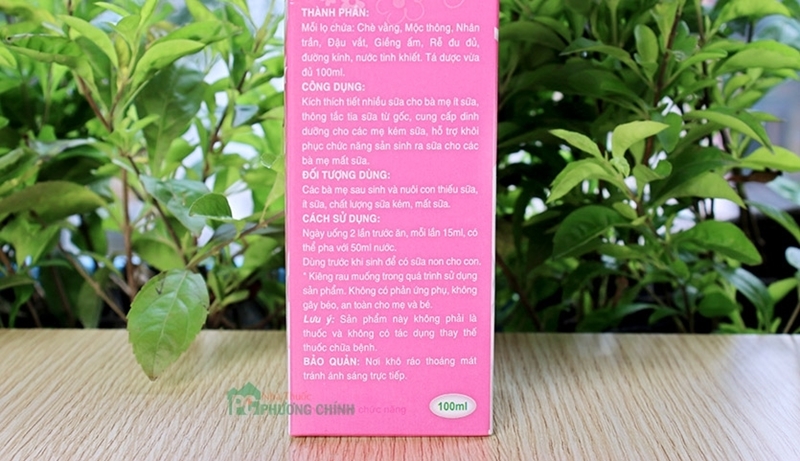 THÀNH PHẦN:
Mỗi lọ chứa: Chè vằng, Mộc thông, Nhân
trần, Đậu vất, Giềng ấm, Rễ đu đủ,
đường kính, nước tinh khiết. Tá dược vừa
đủ 100ml.
CÔNG DỤNG:
Kích thích tiết nhiều sữa cho bà mẹ ít sữa,
thông tắc tia sữa từ gốc, cung cấp dinh
dưỡng cho các mẹ kém sữa, hỗ trợ khôi
phục chức năng sản sinh ra sữa cho các
bà mẹ mất sữa.
ĐỐI TƯỢNG DÙNG:
Các bà mẹ sau sinh và nuôi con thiếu sữa,
ít sữa, chất lượng sữa kém, mất sữa.
CÁCH SỬ DỤNG:
Ngày uống 2 lần trước ăn, mỗi lần 15ml, có
thể pha với 50ml nước.
Dùng trước khi sinh để có sữa non cho con.
* Kiêng rau muống trong quá trình sử dụng
sản phẩm. Không có phản ứng phụ, không
gây béo, an toàn cho mẹ và bé.
Lưu ý: Sản phẩm này không phải là
thuốc và không có tác dụng thay thế
thuốc chữa bệnh.
BẢO QUẢN: Nơi khô ráo thoáng mát
tránh ánh sáng trực tiếp.
PHƯƠNG CHÍNH
chức năng
100ml